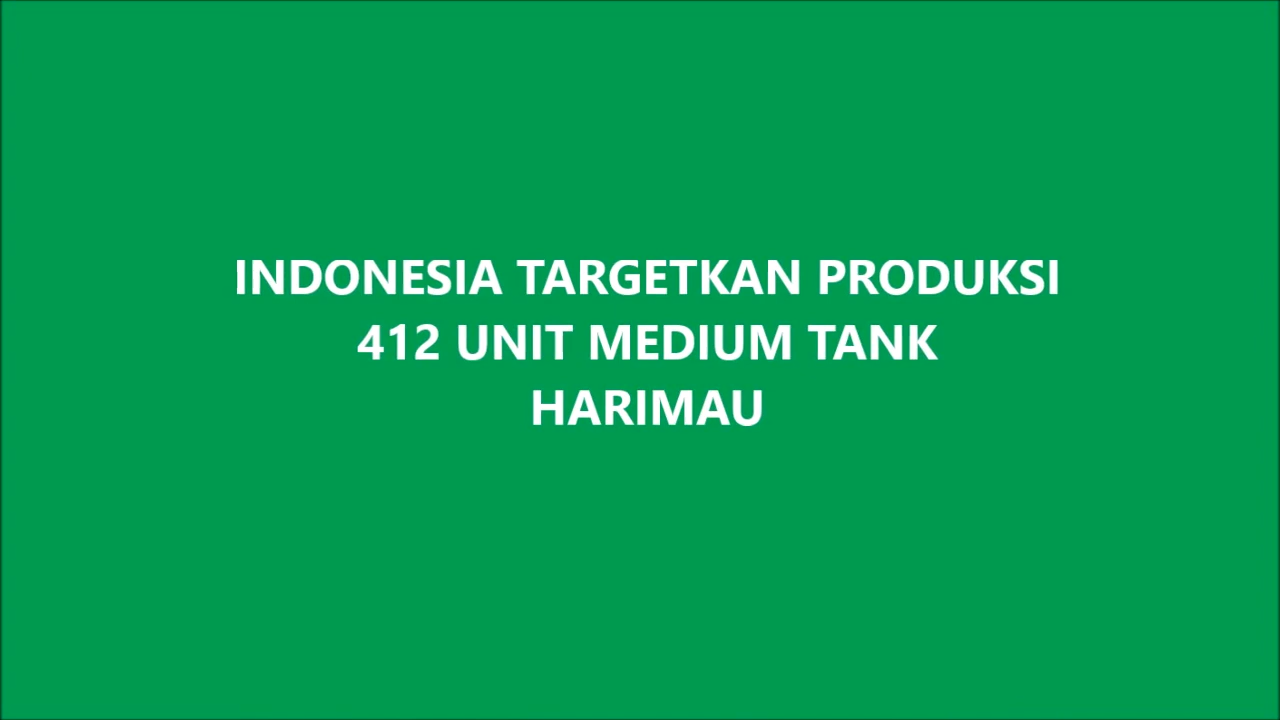 INDONESIA TARGETKAN PRODUKSI
412 UNIT MEDIUM TANK
HARIMAU